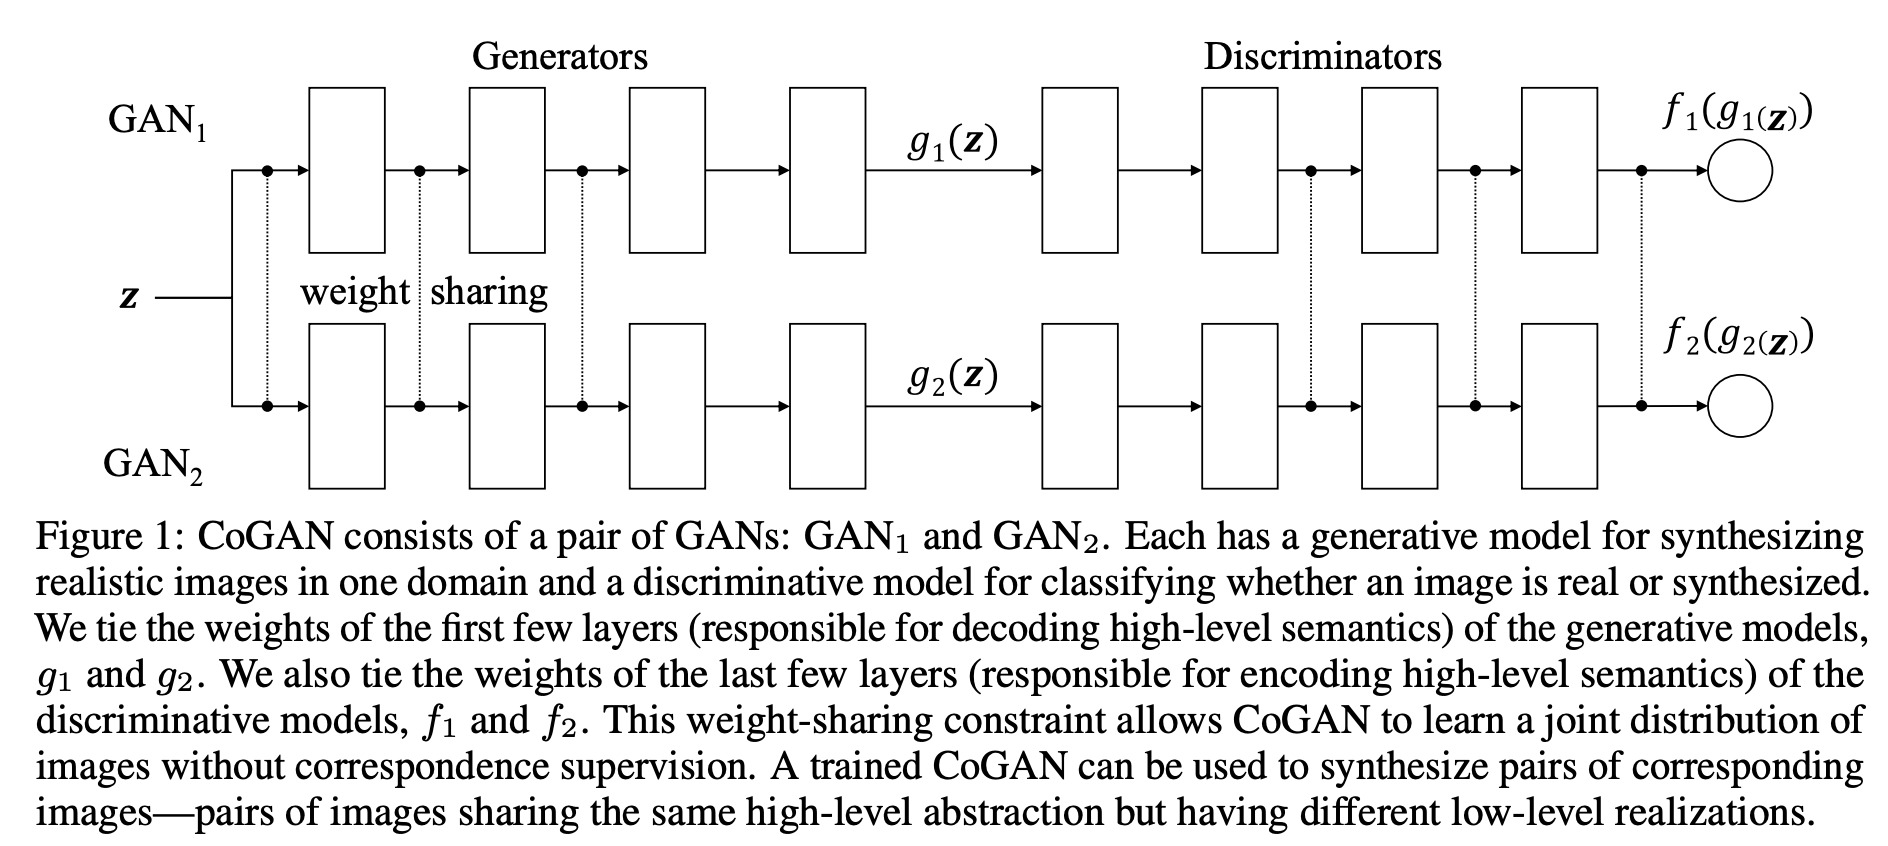 Generators
Discriminators
GAN₁
g₁(z)
f₁(g₁(z))
z
weight sharing
g₂(z)
f₂(g₂(z))
GAN₂
Figure 1: CoGAN consists of a pair of GANs: GAN₁ and GAN₂. Each has a generative model for synthesizing
realistic images in one domain and a discriminative model for classifying whether an image is real or synthesized.
We tie the weights of the first few layers (responsible for decoding high-level semantics) of the generative models,
g₁ and g₂. We also tie the weights of the last few layers (responsible for encoding high-level semantics) of the
discriminative models, f₁ and f₂. This weight-sharing constraint allows CoGAN to learn a joint distribution of
images without correspondence supervision. A trained CoGAN can be used to synthesize pairs of corresponding
images—pairs of images sharing the same high-level abstraction but having different low-level realizations.